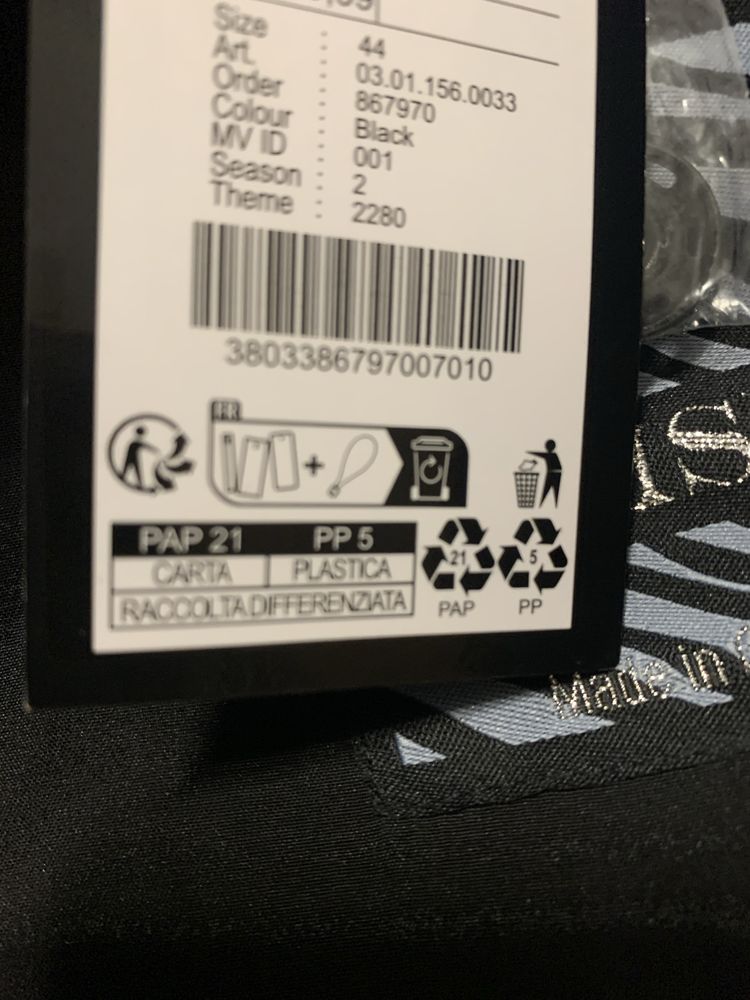 Size : 44
Art. : 03.01.156.0033
Order : 867970
Colour : Black
MV ID : 001
Season : 2
Theme : 2280
3803386797007010
FR
+
PAP 21 PP 5
CARTA PLASTICA
RACCOLTA DIFFERENZIATA
21 5
PAP PP
Made in